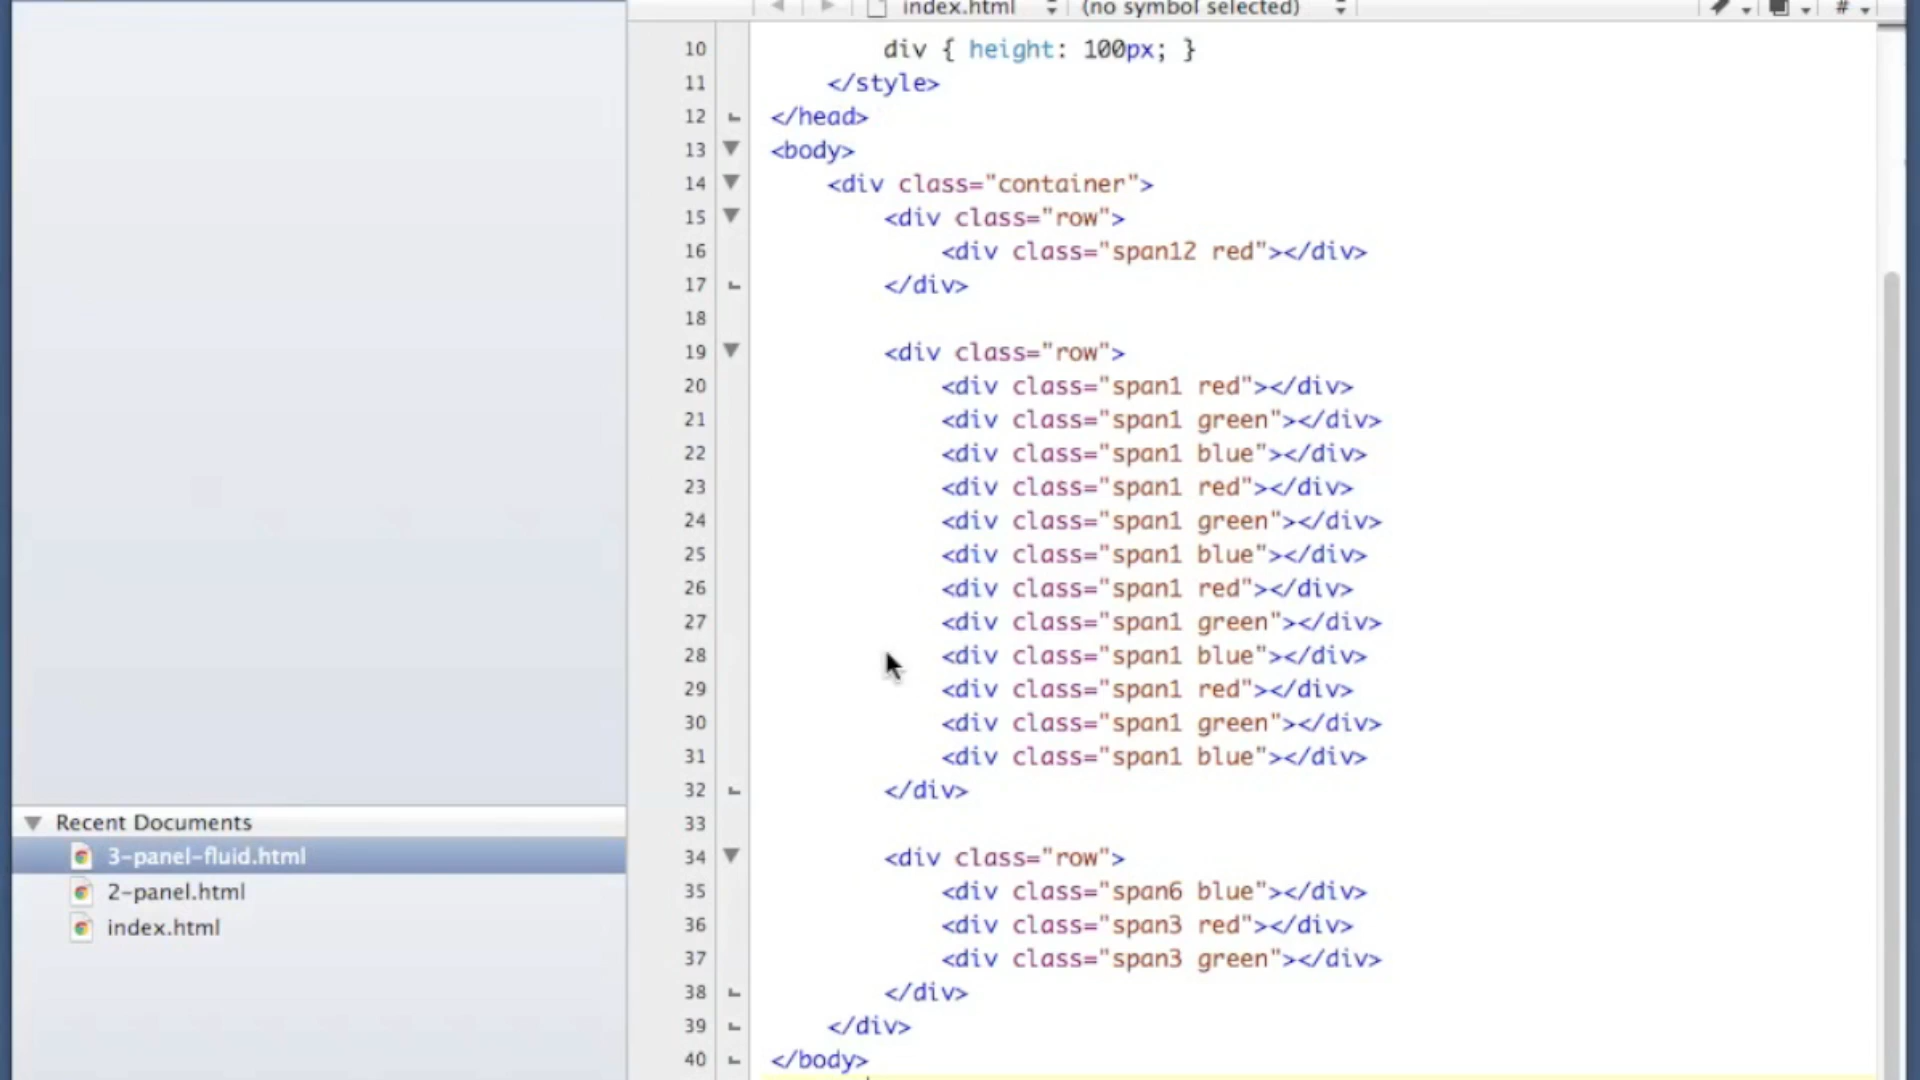 index.html (no symbol selected) #
10 div { height: 100px; }
11 </style>
12 </head>
13 <body>
14 <div class="container">
15 <div class="row">
16 <div class="span12 red"></div>
17 </div>
18
19 <div class="row">
20 <div class="span1 red"></div>
21 <div class="span1 green"></div>
22 <div class="span1 blue"></div>
23 <div class="span1 red"></div>
24 <div class="span1 green"></div>
25 <div class="span1 blue"></div>
26 <div class="span1 red"></div>
27 <div class="span1 green"></div>
28 <div class="span1 blue"></div>
29 <div class="span1 red"></div>
30 <div class="span1 green"></div>
31 <div class="span1 blue"></div>
32 </div>
33
34 <div class="row">
35 <div class="span6 blue"></div>
36 <div class="span3 red"></div>
37 <div class="span3 green"></div>
38 </div>
39 </div>
40 </body>
Recent Documents
3-panel-fluid.html
2-panel.html
index.html